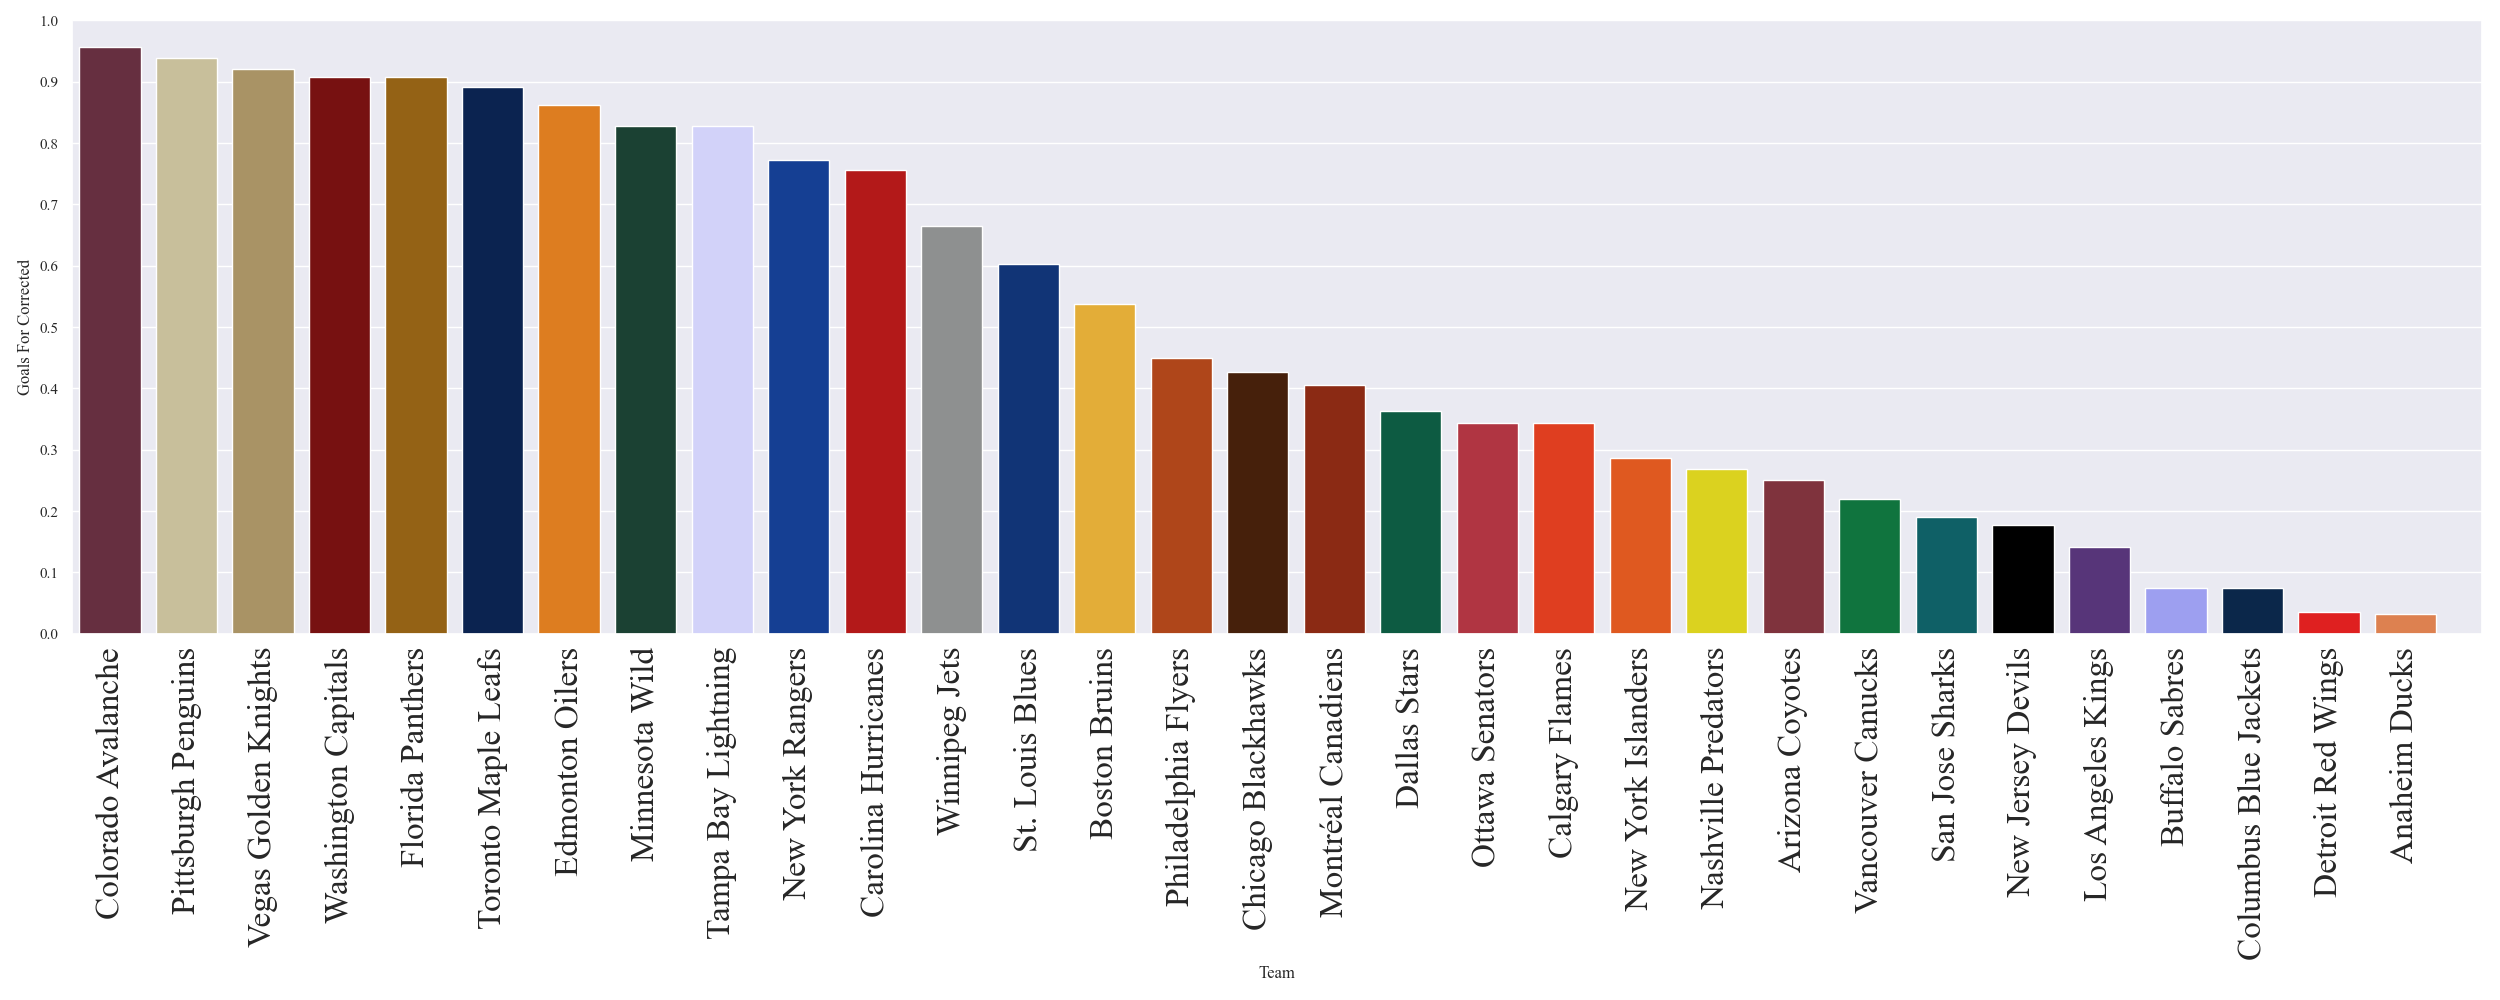 1.0
0.9
0.8
0.7
0.6
0.5
0.4
0.3
0.2
0.1
0.0
Goals For Corrected
Colorado Avalanche
Pittsburgh Penguins
Vegas Golden Knights
Washington Capitals
Florida Panthers
Toronto Maple Leafs
Edmonton Oilers
Minnesota Wild
Tampa Bay Lightning
New York Rangers
Carolina Hurricanes
Winnipeg Jets
St. Louis Blues
Boston Bruins
Philadelphia Flyers
Chicago Blackhawks
Montréal Canadiens
Dallas Stars
Ottawa Senators
Calgary Flames
New York Islanders
Nashville Predators
Arizona Coyotes
Vancouver Canucks
San Jose Sharks
New Jersey Devils
Los Angeles Kings
Buffalo Sabres
Columbus Blue Jackets
Detroit Red Wings
Anaheim Ducks
Team